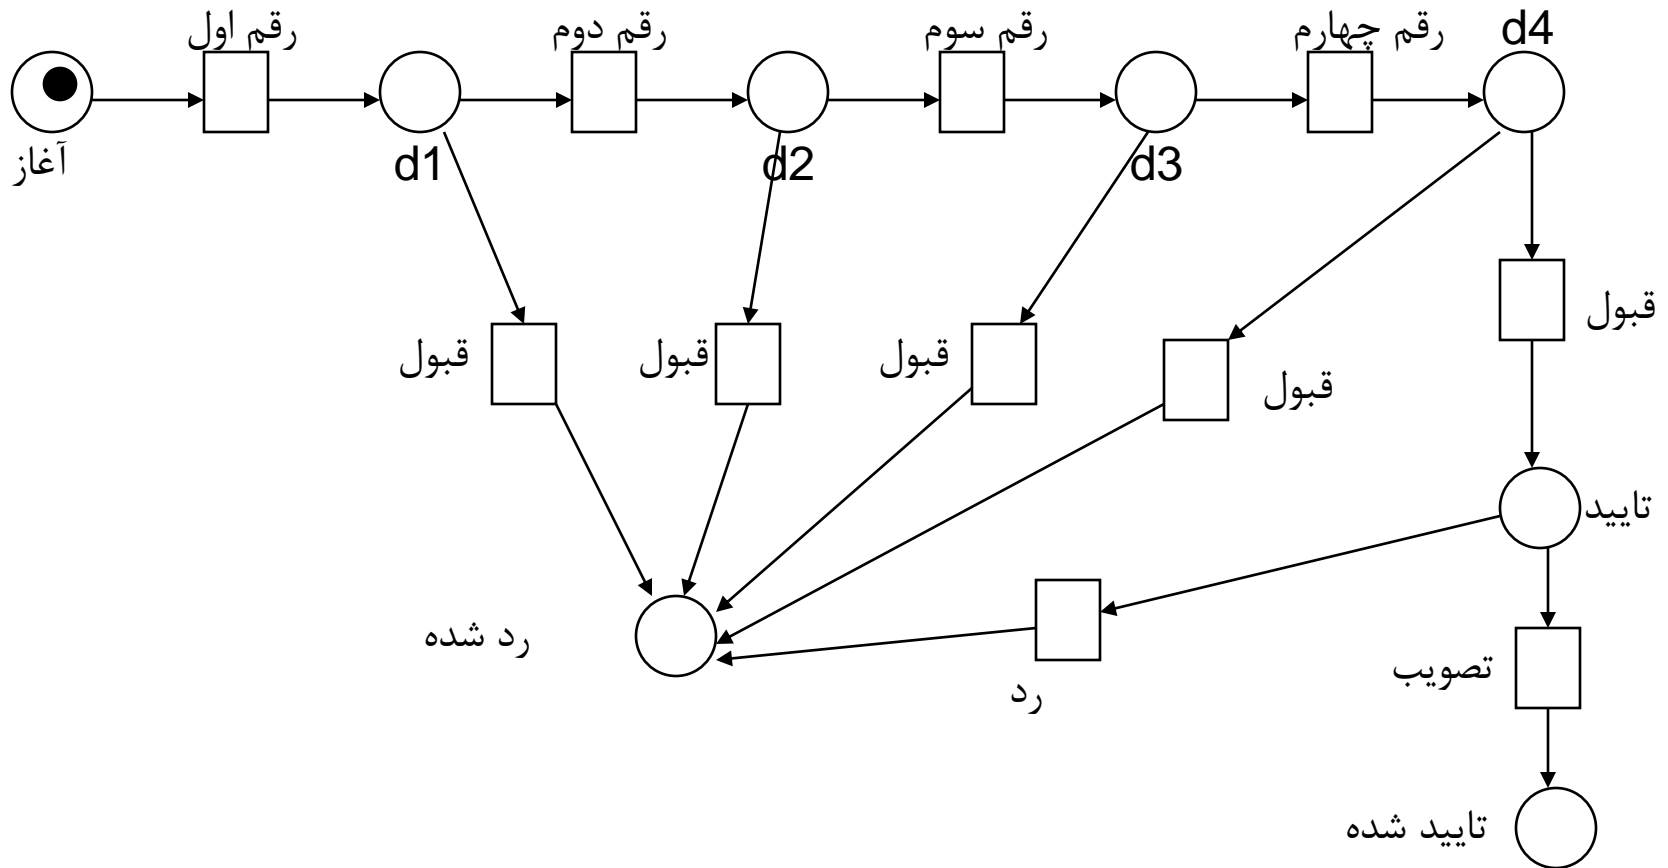 رقم اول
رقم دوم
رقم سوم
رقم چهارم
d4
آغاز
d1
d2
d3
قبول
قبول
قبول
قبول
قبول
تایید
رد شده
رد
تصویب
تایید شده